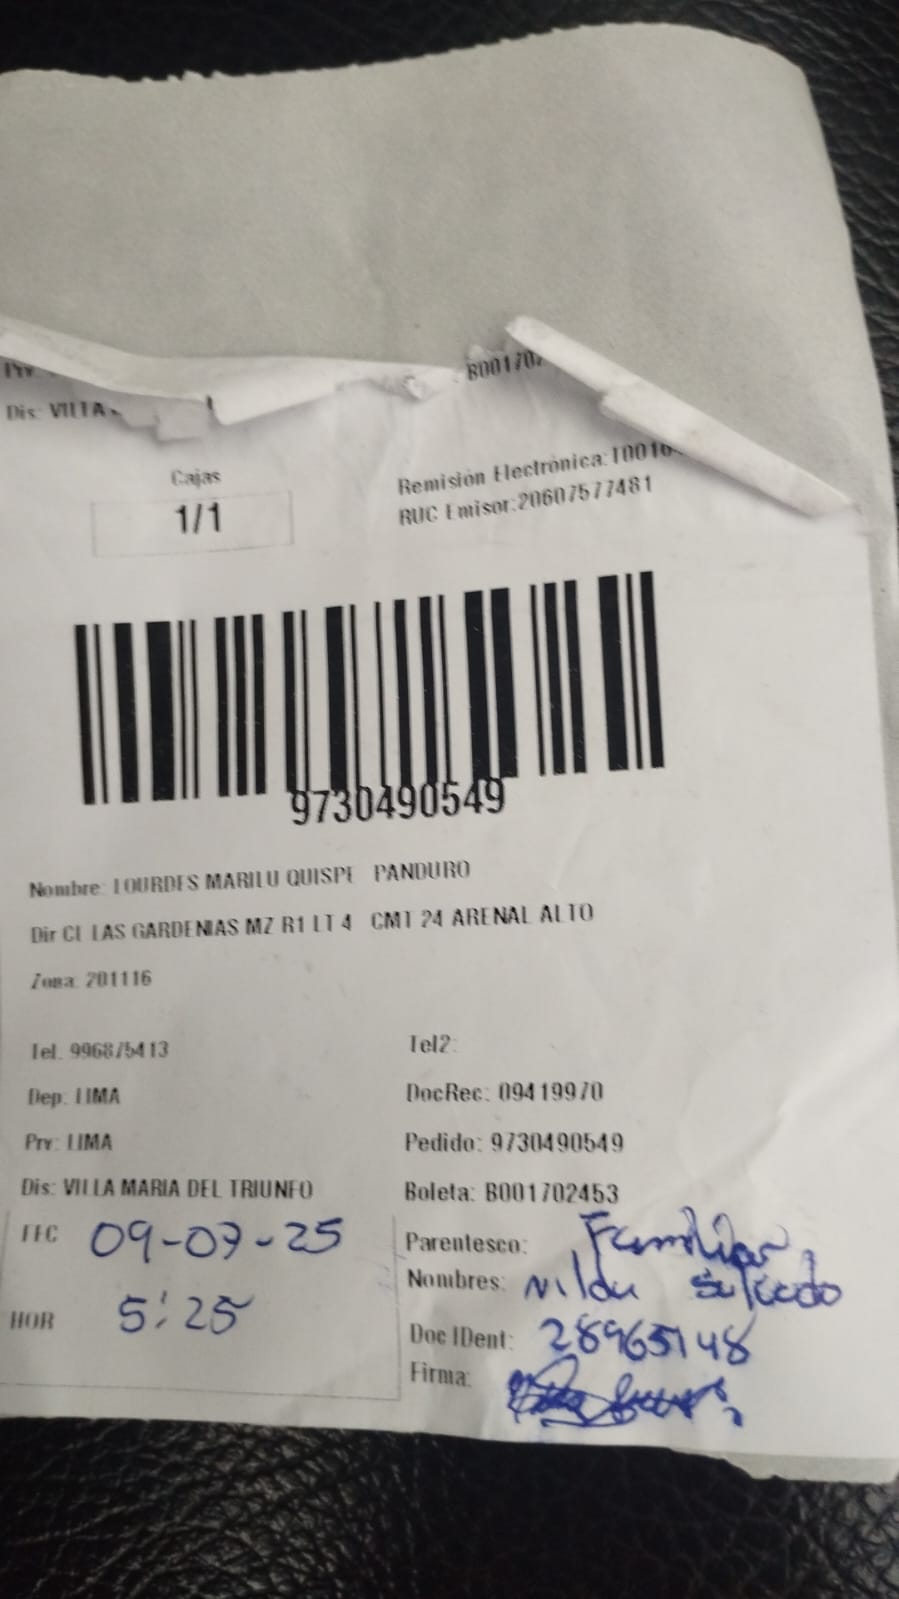 Prv:
Dis: VILLA
B00170
Cajas
1/1
Remisión Electrónica:T0016
RUC Emisor:20607577481
9730490549
Nombre: LOURDES MARILU QUISPE PANDURO
Dir CL LAS GARDENIAS MZ R1 LT 4 CMT 24 ARENAL ALTO
Zona: 201116
Tel: 996875413
Tel2:
Dep: LIMA
DocRec: 09419970
Prv: LIMA
Pedido: 9730490549
Dis: VILLA MARIA DEL TRIUNFO
Boleta: B001702453
FEC 09-07-25
Parentesco: Familiar
Nombres: Nilda Salcedo
HOR 5:25
Doc IDent: 28965148
Firma: